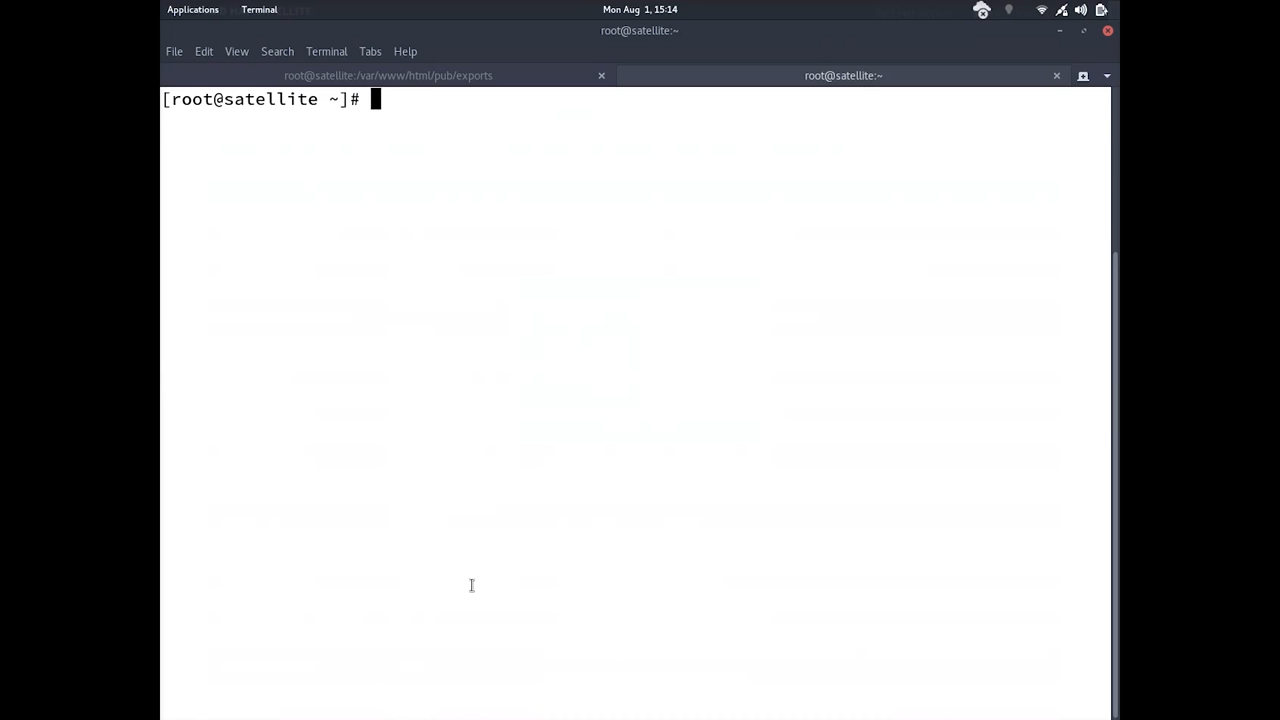 Applications Terminal Mon Aug 1, 15:14
root@satellite:~
File Edit View Search Terminal Tabs Help
root@satellite:/var/www/html/pub/exports root@satellite:~
[root@satellite ~]#